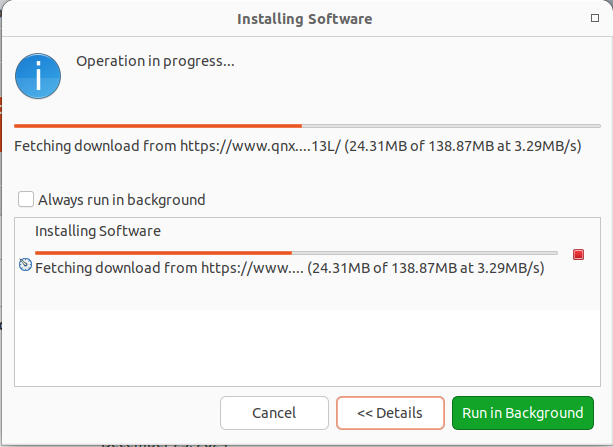 Installing Software
Operation in progress...
Fetching download from https://www.qnx....13L/ (24.31MB of 138.87MB at 3.29MB/s)
Always run in background
Installing Software
Fetching download from https://www.... (24.31MB of 138.87MB at 3.29MB/s)
Cancel
<< Details
Run in Background